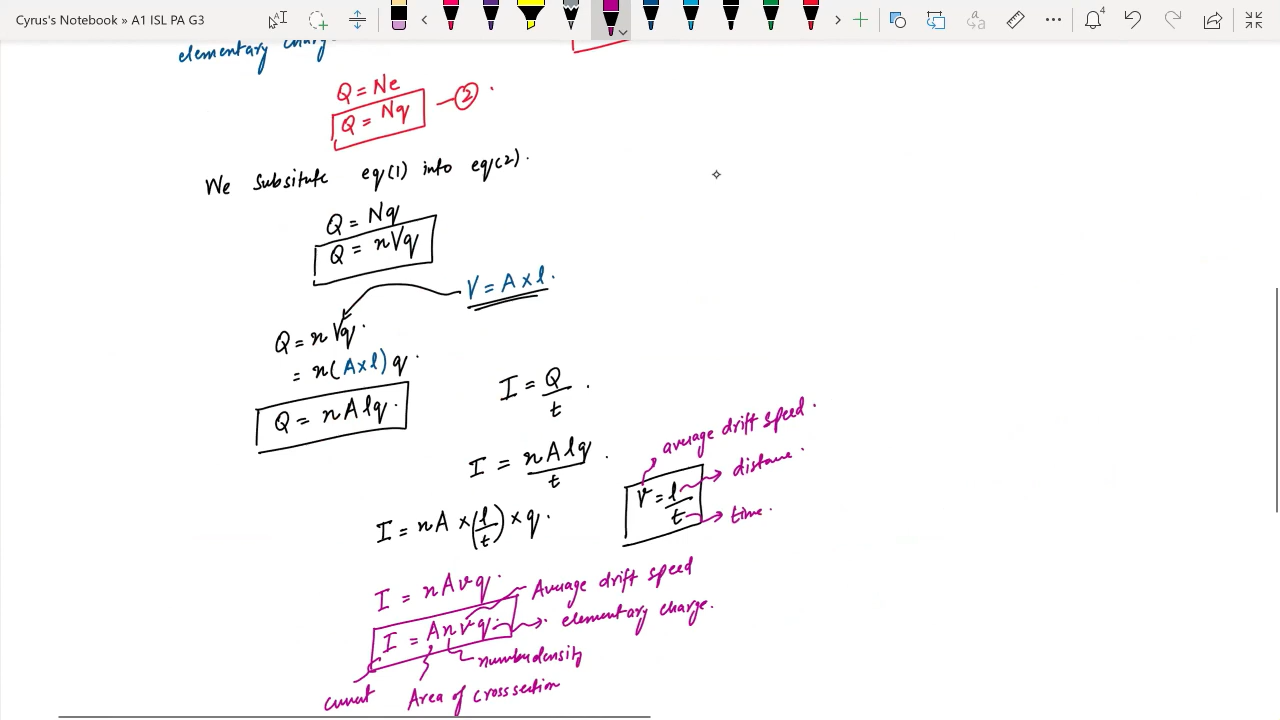 Cyrus's Notebook » A1 ISL PA G3
4
elementary charge
Q = Ne
Q = Nq — ②
We subsitute eq(1) into eq(2).
Q = Nq
Q = nVq
V = A × l.
Q = nVq.
= n(A×l)q.
Q = nAlq.
I = Q/t.
I = nAlq/t.
average drift speed.
V = l/t
distane.
time.
I = nA × (l/t) × q.
I = nAvq.
Average drift speed
I = Anvq.
elementary charge.
number density
current
Area of cross section